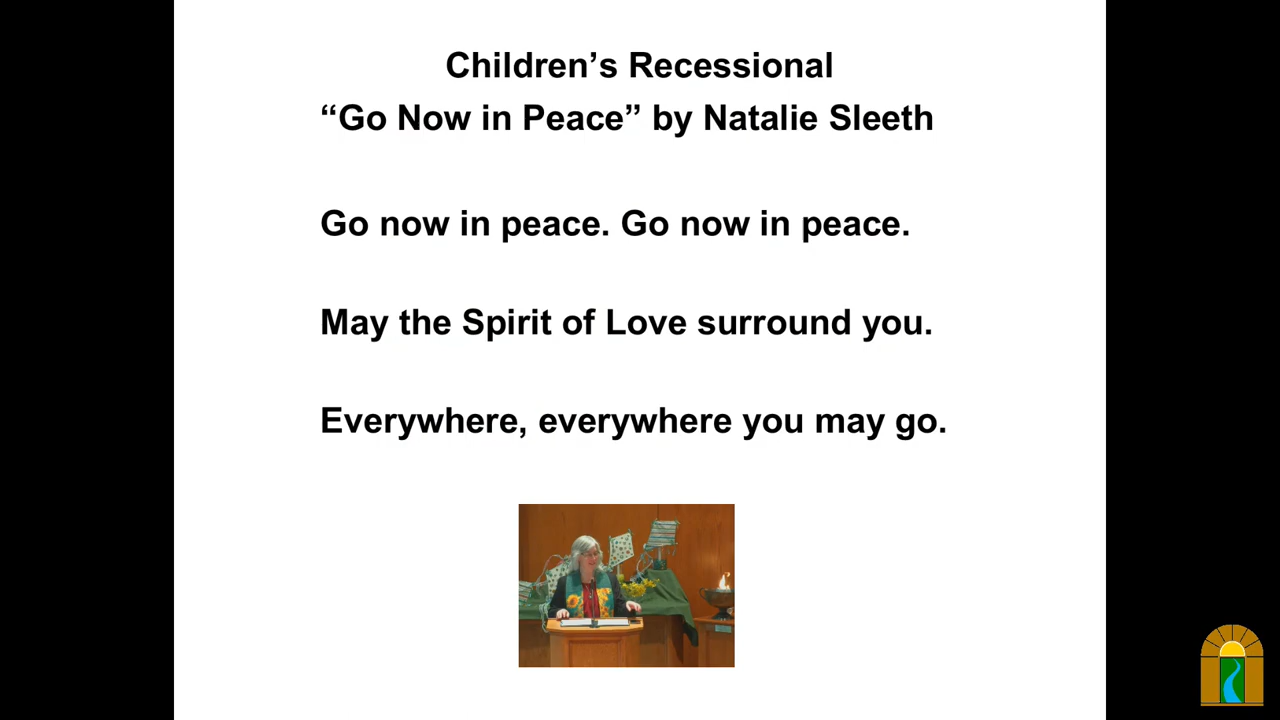 Children’s Recessional
“Go Now in Peace” by Natalie Sleeth
Go now in peace. Go now in peace.
May the Spirit of Love surround you.
Everywhere, everywhere you may go.